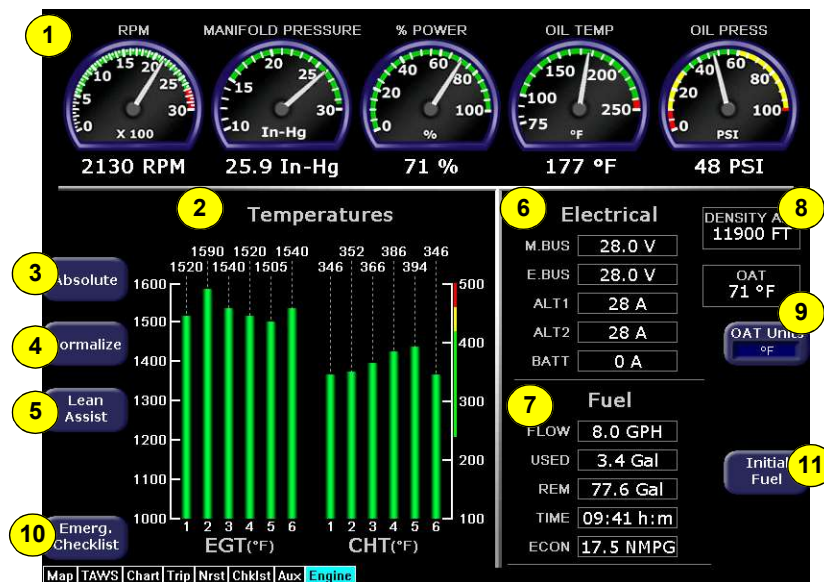 1
RPM MANIFOLD PRESSURE % POWER OIL TEMP OIL PRESS
0 5 10 15 20 25 30 X 100
10 15 20 25 30 In-Hg
0 20 40 60 80 100 %
75 100 150 200 250 °F
0 20 40 60 80 100 PSI
2130 RPM 25.9 In-Hg 71 % 177 °F 48 PSI
2 Temperatures
1520 1590 1540 1520 1505 1540
346 352 366 386 394 346
3 Absolute
4 Normalize
5 Lean
Assist
10 Emerg.
Checklist
1600
1500
1400
1300
1200
1100
1000
1 2 3 4 5 6
EGT(°F)
500
400
300
200
100
1 2 3 4 5 6
CHT(°F)
6 Electrical
M.BUS 28.0 V
E.BUS 28.0 V
ALT1 28 A
ALT2 28 A
BATT 0 A
8
DENSITY A
11900 FT
OAT
71 °F
9
OAT Units
°F
7 Fuel
FLOW 8.0 GPH
USED 3.4 Gal
REM 77.6 Gal
TIME 09:41 h:m
ECON 17.5 NMPG
11
Initial
Fuel
Map TAWS Chart Trip Nrst Chklst Aux Engine